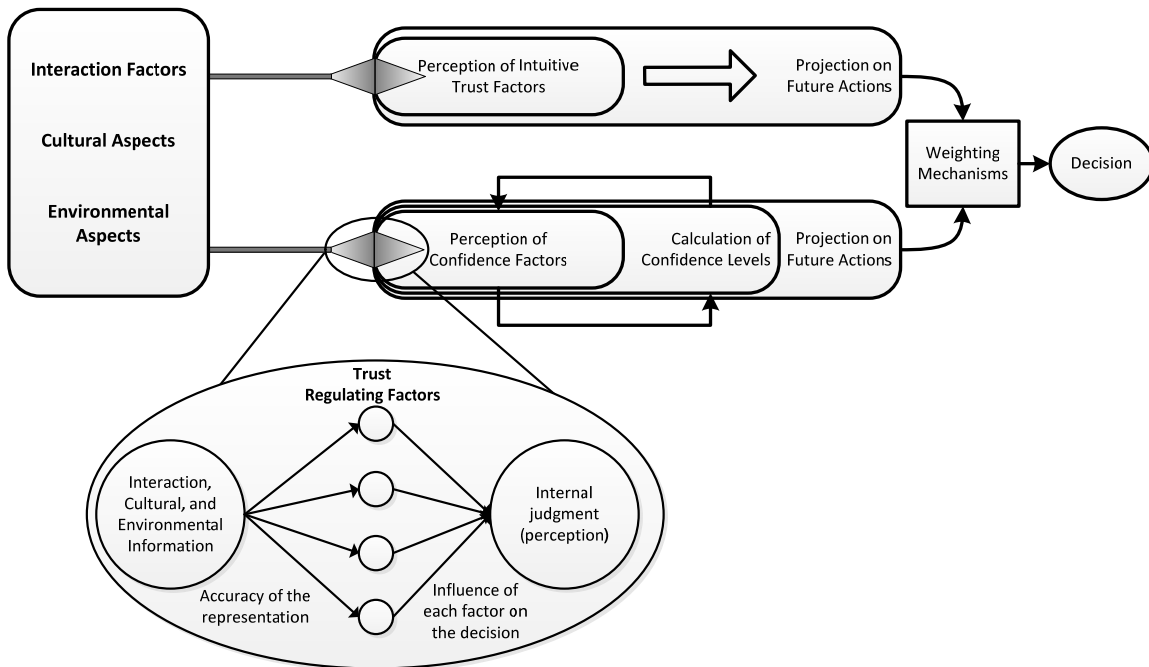 Interaction Factors
Cultural Aspects
Environmental
Aspects
Perception of Intuitive
Trust Factors
Projection on
Future Actions
Perception of
Confidence Factors
Calculation of
Confidence Levels
Projection on
Future Actions
Weighting
Mechanisms
Decision
Trust
Regulating Factors
Interaction,
Cultural, and
Environmental
Information
Internal
judgment
(perception)
Accuracy of the
representation
Influence of
each factor on
the decision